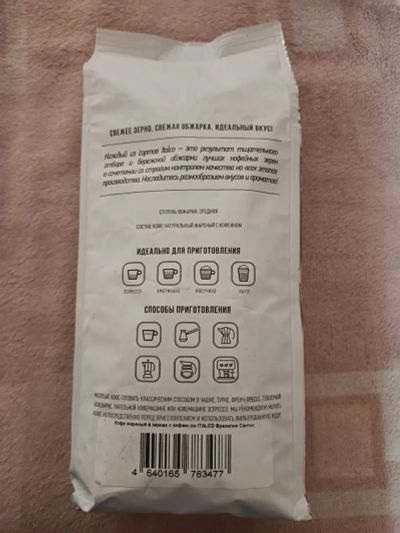 СВЕЖЕЕ ЗЕРНО. СВЕЖАЯ ОБЖАРКА. ИДЕАЛЬНЫЙ ВКУС!
Каждый из сортов Italco – это результат тщательного
отбора и бережной обжарки лучших кофейных зерен
в сочетании со строгим контролем качества на всех этапах
производства. Насладитесь разнообразием вкусов и ароматов!
СТЕПЕНЬ ОБЖАРКИ: СРЕДНЯЯ
СОСТАВ: КОФЕ НАТУРАЛЬНЫЙ ЖАРЕНЫЙ С КОФЕИНОМ
ИДЕАЛЬНО ДЛЯ ПРИГОТОВЛЕНИЯ
ЭСПРЕССО АМЕРИКАНО КАПУЧИНО ЛАТТЕ
СПОСОБЫ ПРИГОТОВЛЕНИЯ
МОЛОТЫЙ КОФЕ ГОТОВИТЬ КЛАССИЧЕСКИМ СПОСОБОМ В ЧАШКЕ, ТУРКЕ, ФРЕНЧ-ПРЕССЕ, ГЕЙЗЕРНОЙ
КОФЕВАРКЕ, КАПЕЛЬНОЙ КОФЕМАШИНЕ ИЛИ КОФЕМАШИНЕ ЭСПРЕССО. МЫ РЕКОМЕНДУЕМ МОЛОТЬ
КОФЕ НЕПОСРЕДСТВЕННО ПЕРЕД ПРИГОТОВЛЕНИЕМ И ИСПОЛЬЗОВАТЬ ФИЛЬТРОВАННУЮ ВОДУ
Кофе жареный в зернах с кофеином ITALCO Бразилия Сантос
4 640165 783477